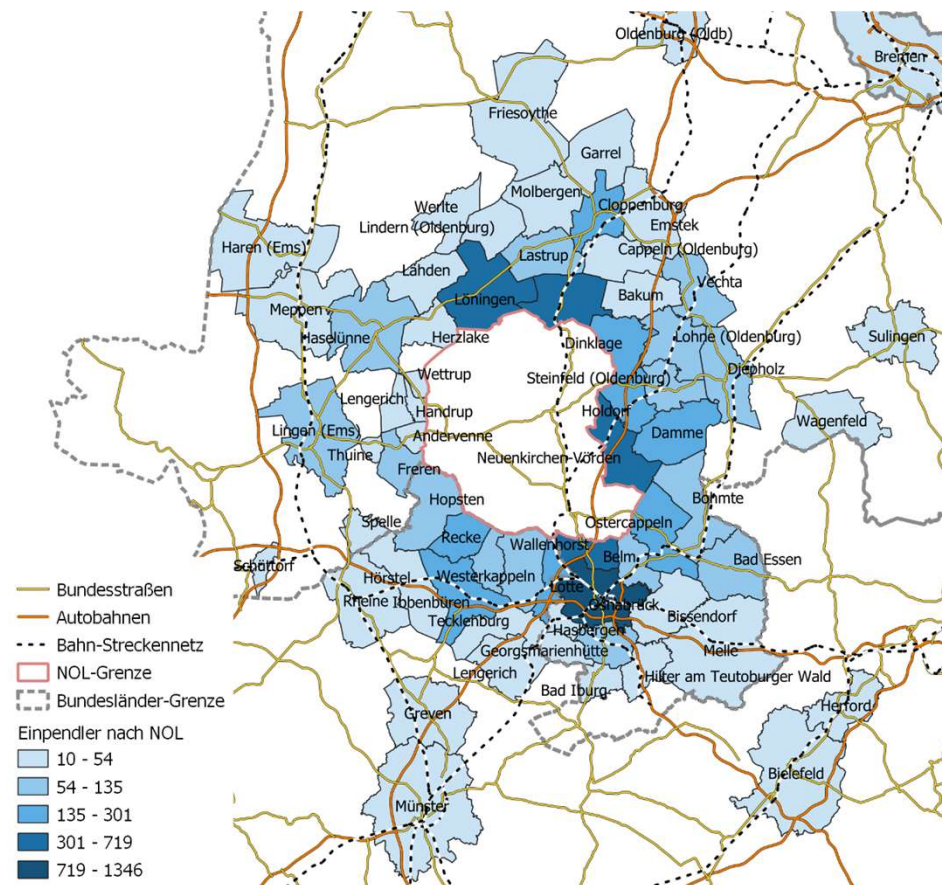 Oldenburg (Oldb)
Bremen
Friesoythe
Garrel
Molbergen
Werlte
Cloppenburg
Lindern (Oldenburg)
Emstek
Haren (Ems)
Lastrup
Cappeln (Oldenburg)
Lähden
Vechta
Meppen
Löningen
Bakum
Haselünne
Herzlake
Dinklage
Lohne (Oldenburg)
Sulingen
Wettrup
Steinfeld (Oldenburg)
Diepholz
Lengerich
Handrup
Holdorf
Wagenfeld
Lingen (Ems)
Andervenne
Damme
Thuine
Neuenkirchen-Vörden
Freren
Hopsten
Bohmte
Spelle
Recke
Ostercappeln
Wallenhorst
Belm
Bad Essen
Schüttorf
Hörstel
Westerkappeln
Lotte
Rheine
Ibbenbüren
Osnabrück
Bissendorf
Tecklenburg
Hasbergen
Georgsmarienhütte
Melle
Lengerich
Hilter am Teutoburger Wald
Bad Iburg
Greven
Herford
Bielefeld
Münster
Bundesstraßen
Autobahnen
Bahn-Streckennetz
NOL-Grenze
Bundesländer-Grenze
Einpendler nach NOL
10 - 54
54 - 135
135 - 301
301 - 719
719 - 1346